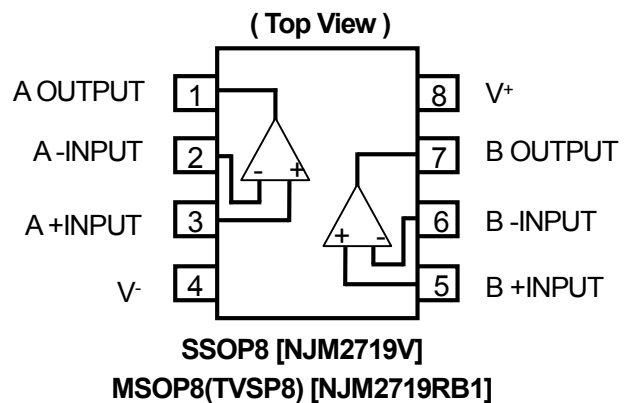 ( Top View )
A OUTPUT 1 8 V+
A -INPUT 2 7 B OUTPUT
- +
A +INPUT 3 6 B -INPUT
+ -
V- 4 5 B +INPUT
SSOP8 [NJM2719V]
MSOP8(TVSP8) [NJM2719RB1]